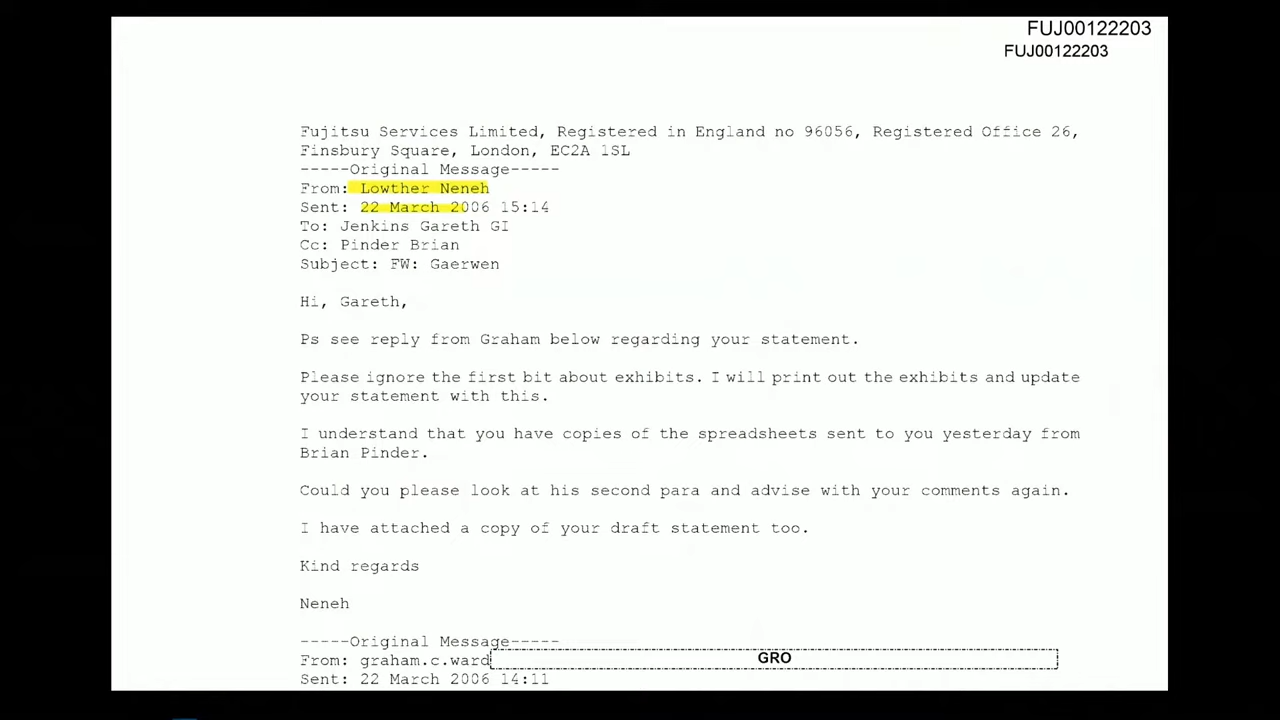 FUJ00122203
FUJ00122203
Fujitsu Services Limited, Registered in England no 96056, Registered Office 26,
Finsbury Square, London, EC2A 1SL
-----Original Message-----
From: Lowther Neneh
Sent: 22 March 2006 15:14
To: Jenkins Gareth GI
Cc: Pinder Brian
Subject: FW: Gaerwen
Hi, Gareth,
Ps see reply from Graham below regarding your statement.
Please ignore the first bit about exhibits. I will print out the exhibits and update
your statement with this.
I understand that you have copies of the spreadsheets sent to you yesterday from
Brian Pinder.
Could you please look at his second para and advise with your comments again.
I have attached a copy of your draft statement too.
Kind regards
Neneh
-----Original Message-----
From: graham.c.ward GRO
Sent: 22 March 2006 14:11